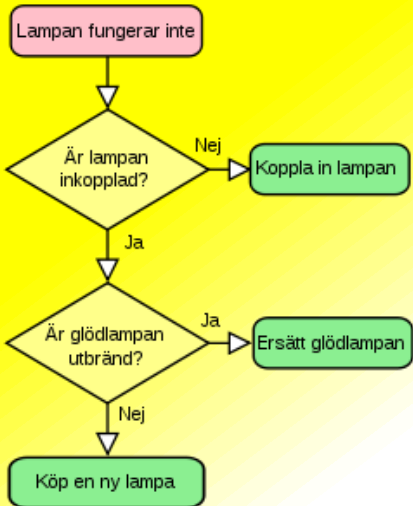 Lampan fungerar inte
Är lampan
inkopplad?
Nej
Koppla in lampan
Ja
Är glödlampan
utbränd?
Ja
Ersätt glödlampan
Nej
Köp en ny lampa